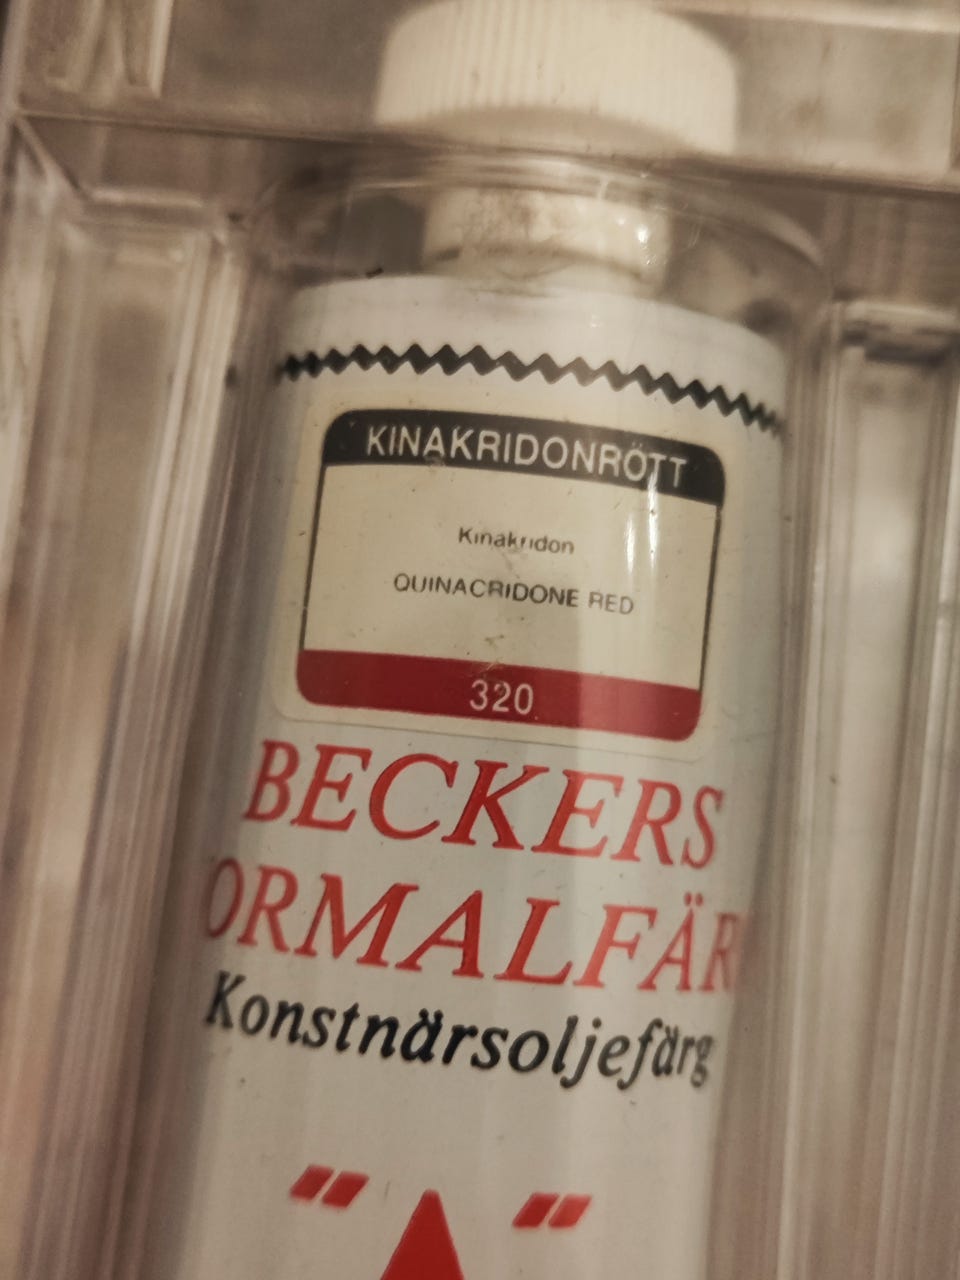 KINAKRIDONRÖTT
Kinakridon
QUINACRIDONE RED
320
BECKERS
ORMALFÄR
Konstnärsoljefärg
"A"